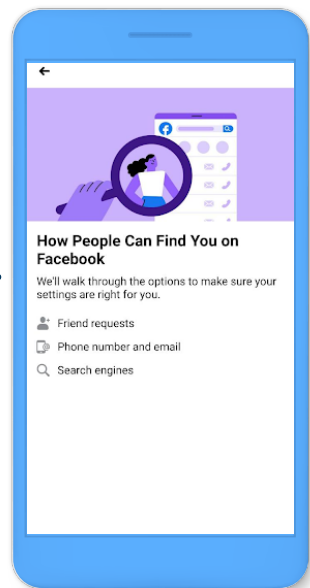 How People Can Find You on
Facebook
We'll walk through the options to make sure your
settings are right for you.
Friend requests
Phone number and email
Search engines